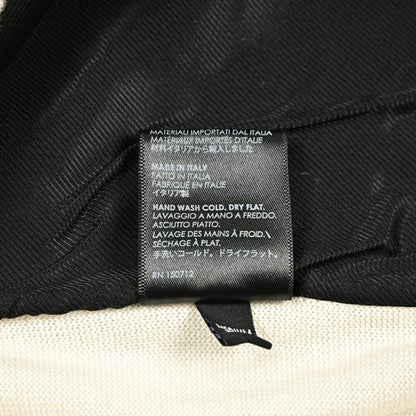 MATERIALI IMPORTATI DAL ITALIA
MATÉRIAUX IMPORTÉS DE L'ITALIE
材料イタリアから輸入しました
MADE IN ITALY
FATTO IN ITALIA
FABRIQUÉ EN ITALIE
イタリア製
HAND WASH COLD. DRY FLAT.
LAVAGGIO A MANO A FREDDO.
ASCIUTTO PIATTO.
LAVAGE DES MAINS À FROID.\
SÉCHAGE À PLAT.
手洗いコールド。ドライフラット。
RN 150712